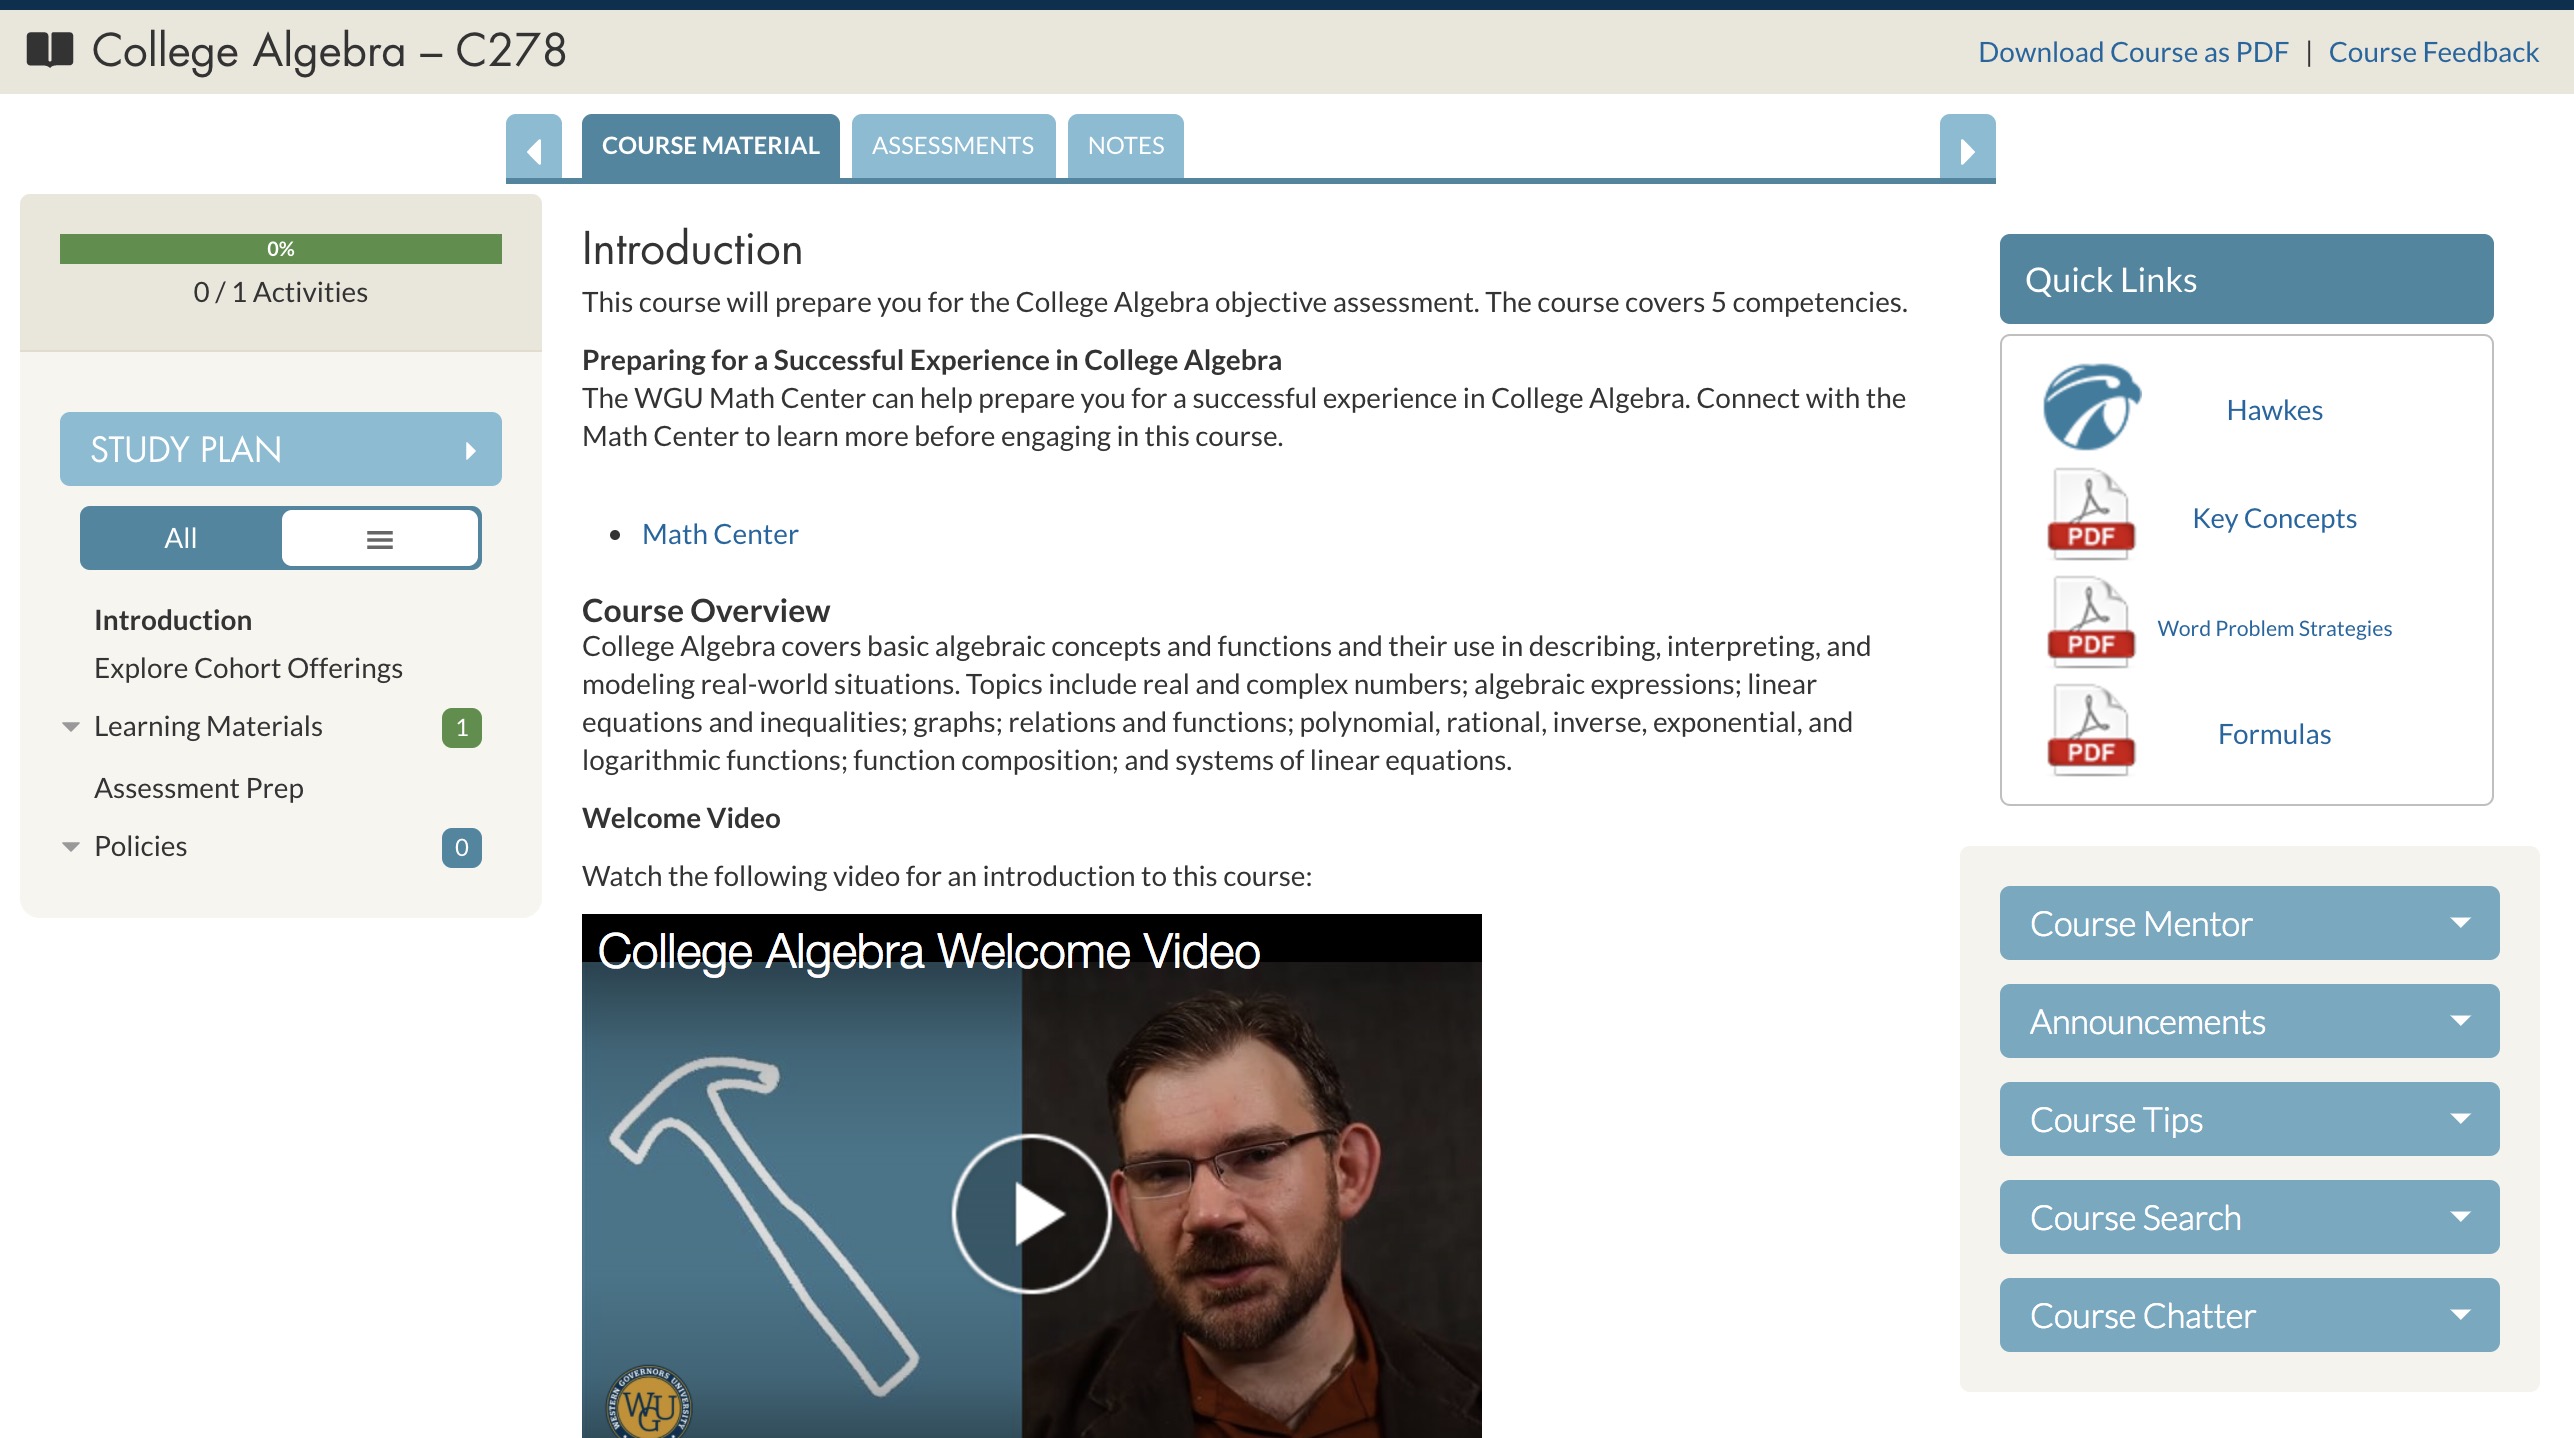 College Algebra – C278
Download Course as PDF | Course Feedback
COURSE MATERIAL
ASSESSMENTS
NOTES
0%
0 / 1 Activities
STUDY PLAN
All
Introduction
Explore Cohort Offerings
Learning Materials 1
Assessment Prep
Policies 0
Introduction
This course will prepare you for the College Algebra objective assessment. The course covers 5 competencies.
Preparing for a Successful Experience in College Algebra
The WGU Math Center can help prepare you for a successful experience in College Algebra. Connect with the
Math Center to learn more before engaging in this course.
• Math Center
Course Overview
College Algebra covers basic algebraic concepts and functions and their use in describing, interpreting, and
modeling real-world situations. Topics include real and complex numbers; algebraic expressions; linear
equations and inequalities; graphs; relations and functions; polynomial, rational, inverse, exponential, and
logarithmic functions; function composition; and systems of linear equations.
Welcome Video
Watch the following video for an introduction to this course:
College Algebra Welcome Video
WESTERN GOVERNORS UNIVERSITY
WGU
Quick Links
Hawkes
PDF Key Concepts
PDF Word Problem Strategies
PDF Formulas
Course Mentor
Announcements
Course Tips
Course Search
Course Chatter